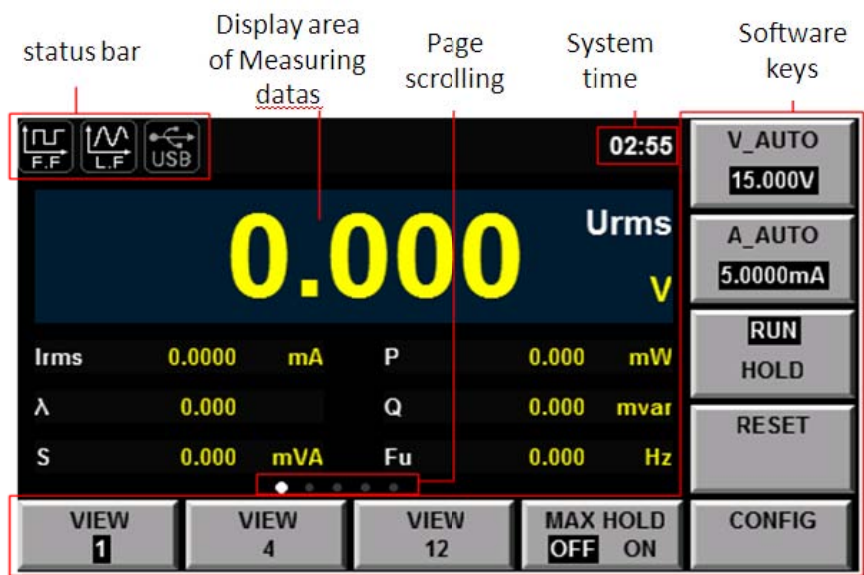 status bar
Display area
of Measuring
datas
Page
scrolling
System
time
Software
keys
F.F
L.F
USB
02:55
V_AUTO
15.000V
0.000
Urms
V
A_AUTO
5.0000mA
RUN
HOLD
Irms 0.0000 mA P 0.000 mW
λ 0.000 Q 0.000 mvar
RESET
S 0.000 mVA Fu 0.000 Hz
VIEW
1
VIEW
4
VIEW
12
MAX HOLD
OFF ON
CONFIG